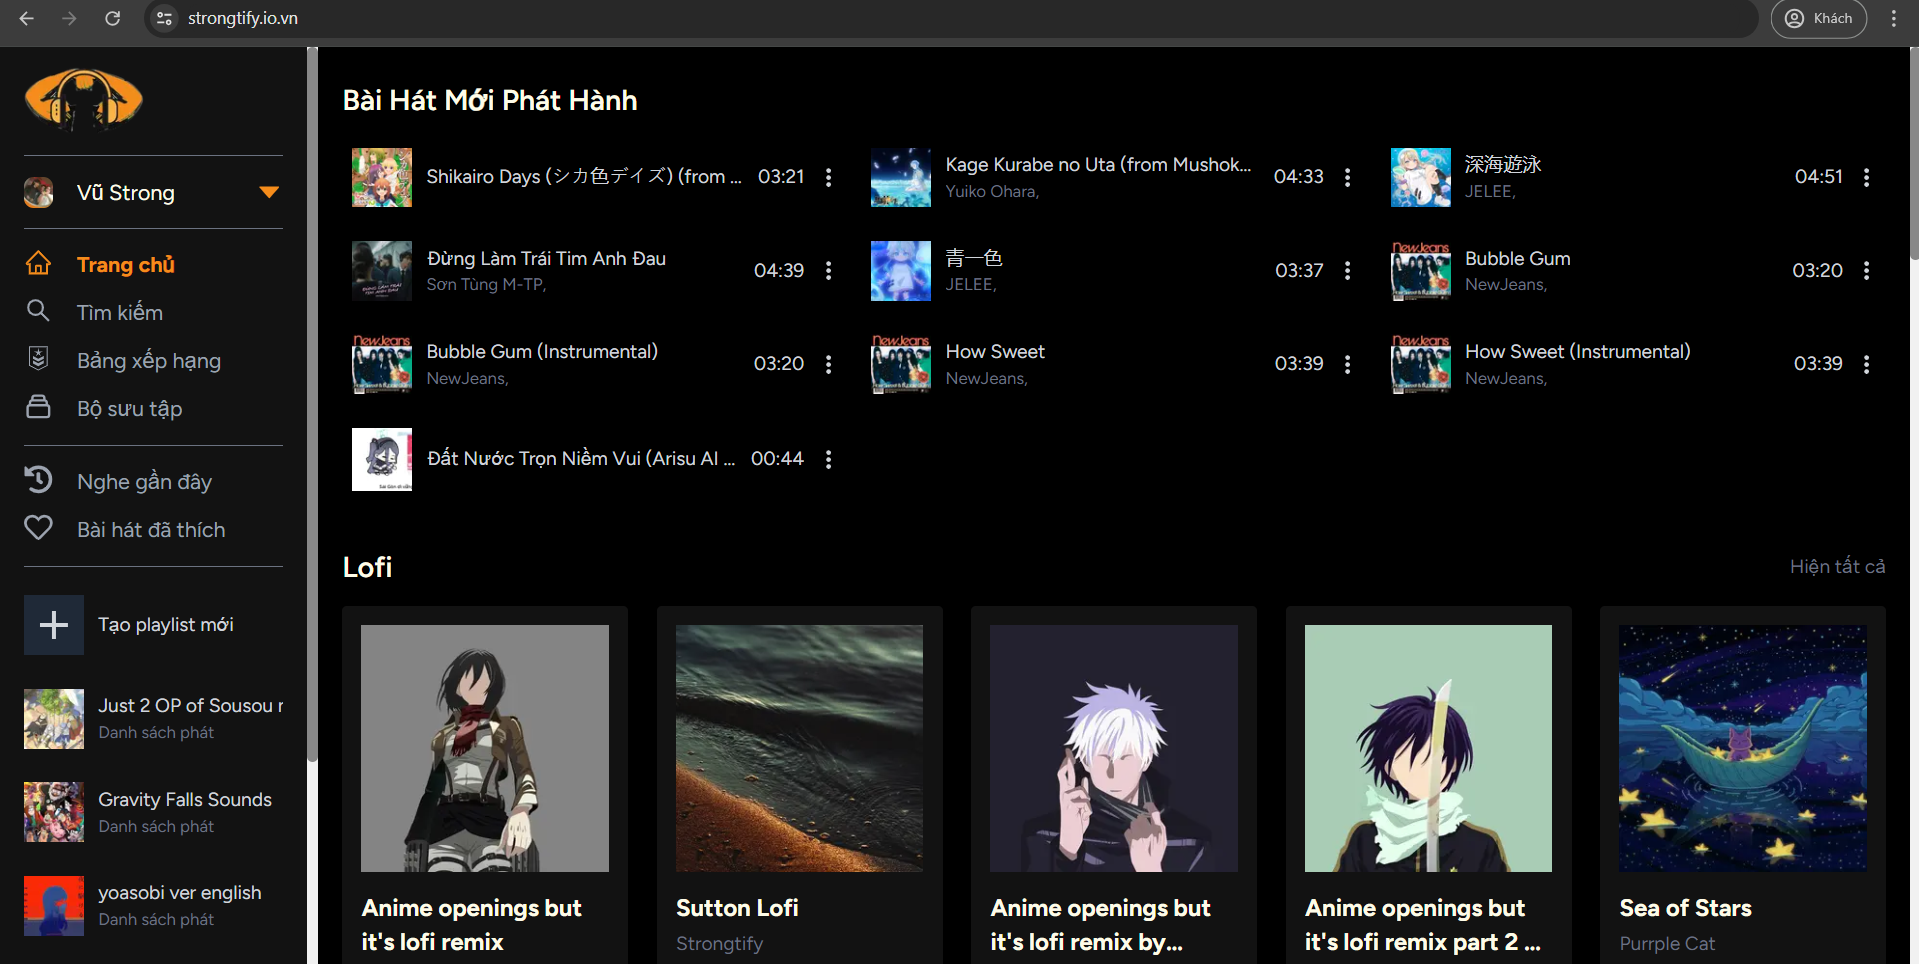 strongtify.io.vn
Khách
Vũ Strong
Trang chủ
Tìm kiếm
Bảng xếp hạng
Bộ sưu tập
Nghe gần đây
Bài hát đã thích
Tạo playlist mới
Just 2 OP of Sousou
Danh sách phát
Gravity Falls Sounds
Danh sách phát
yoasobi ver english
Danh sách phát
Bài Hát Mới Phát Hành
Shikairo Days (シカ色デイズ) (from ... 03:21
Kage Kurabe no Uta (from Mushok... 04:33
Yuiko Ohara,
深海遊泳 04:51
JELEE,
Đừng Làm Trái Tim Anh Đau 04:39
Sơn Tùng M-TP,
青一色 03:37
JELEE,
Bubble Gum 03:20
NewJeans,
Bubble Gum (Instrumental) 03:20
NewJeans,
How Sweet 03:39
NewJeans,
How Sweet (Instrumental) 03:39
NewJeans,
Đất Nước Trọn Niềm Vui (Arisu AI ... 00:44
Lofi
Hiện tất cả
Anime openings but
it's lofi remix
Sutton Lofi
Strongtify
Anime openings but
it's lofi remix by...
Anime openings but
it's lofi remix part 2 ...
Sea of Stars
Purrple Cat